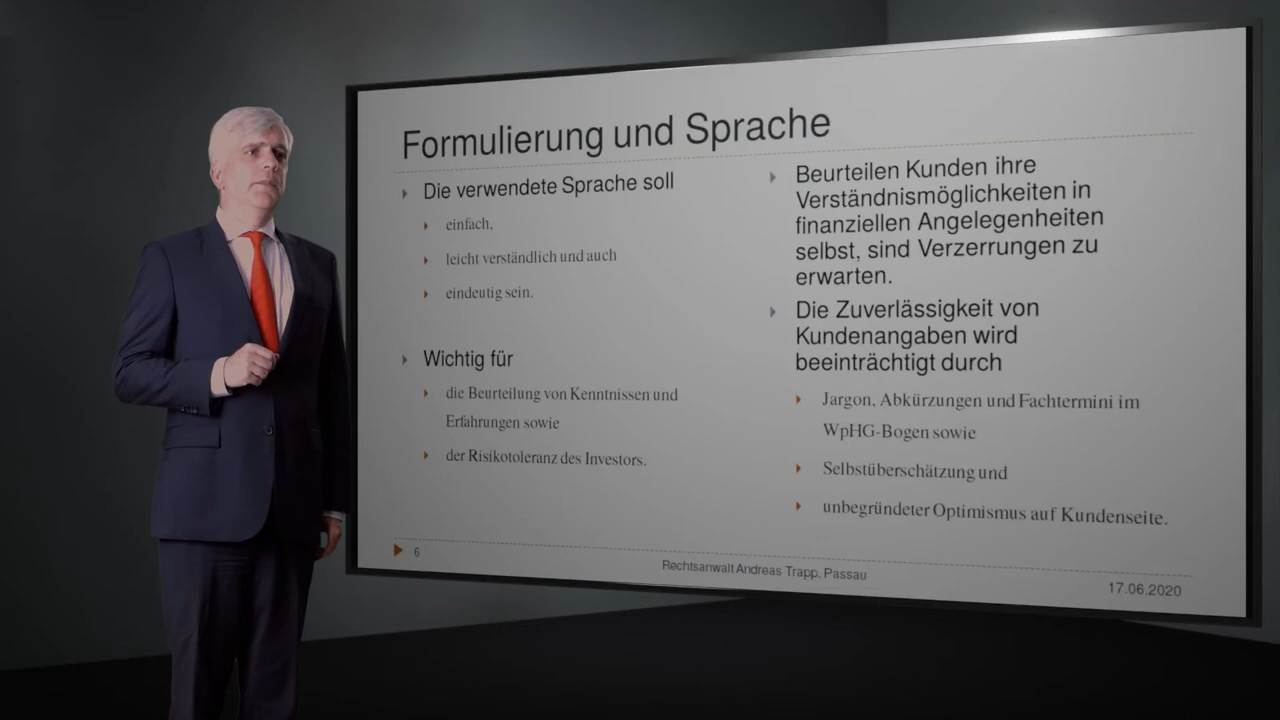 Formulierung und Sprache
Die verwendete Sprache soll
einfach,
leicht verständlich und auch
eindeutig sein.
Wichtig für
die Beurteilung von Kenntnissen und
Erfahrungen sowie
der Risikotoleranz des Investors.
Beurteilen Kunden ihre
Verständnismöglichkeiten in
finanziellen Angelegenheiten
selbst, sind Verzerrungen zu
erwarten.
Die Zuverlässigkeit von
Kundenangaben wird
beeinträchtigt durch
Jargon, Abkürzungen und Fachtermini im
WpHG-Bogen sowie
Selbstüberschätzung und
unbegründeter Optimismus auf Kundenseite.
6
Rechtsanwalt Andreas Trapp, Passau
17.06.2020